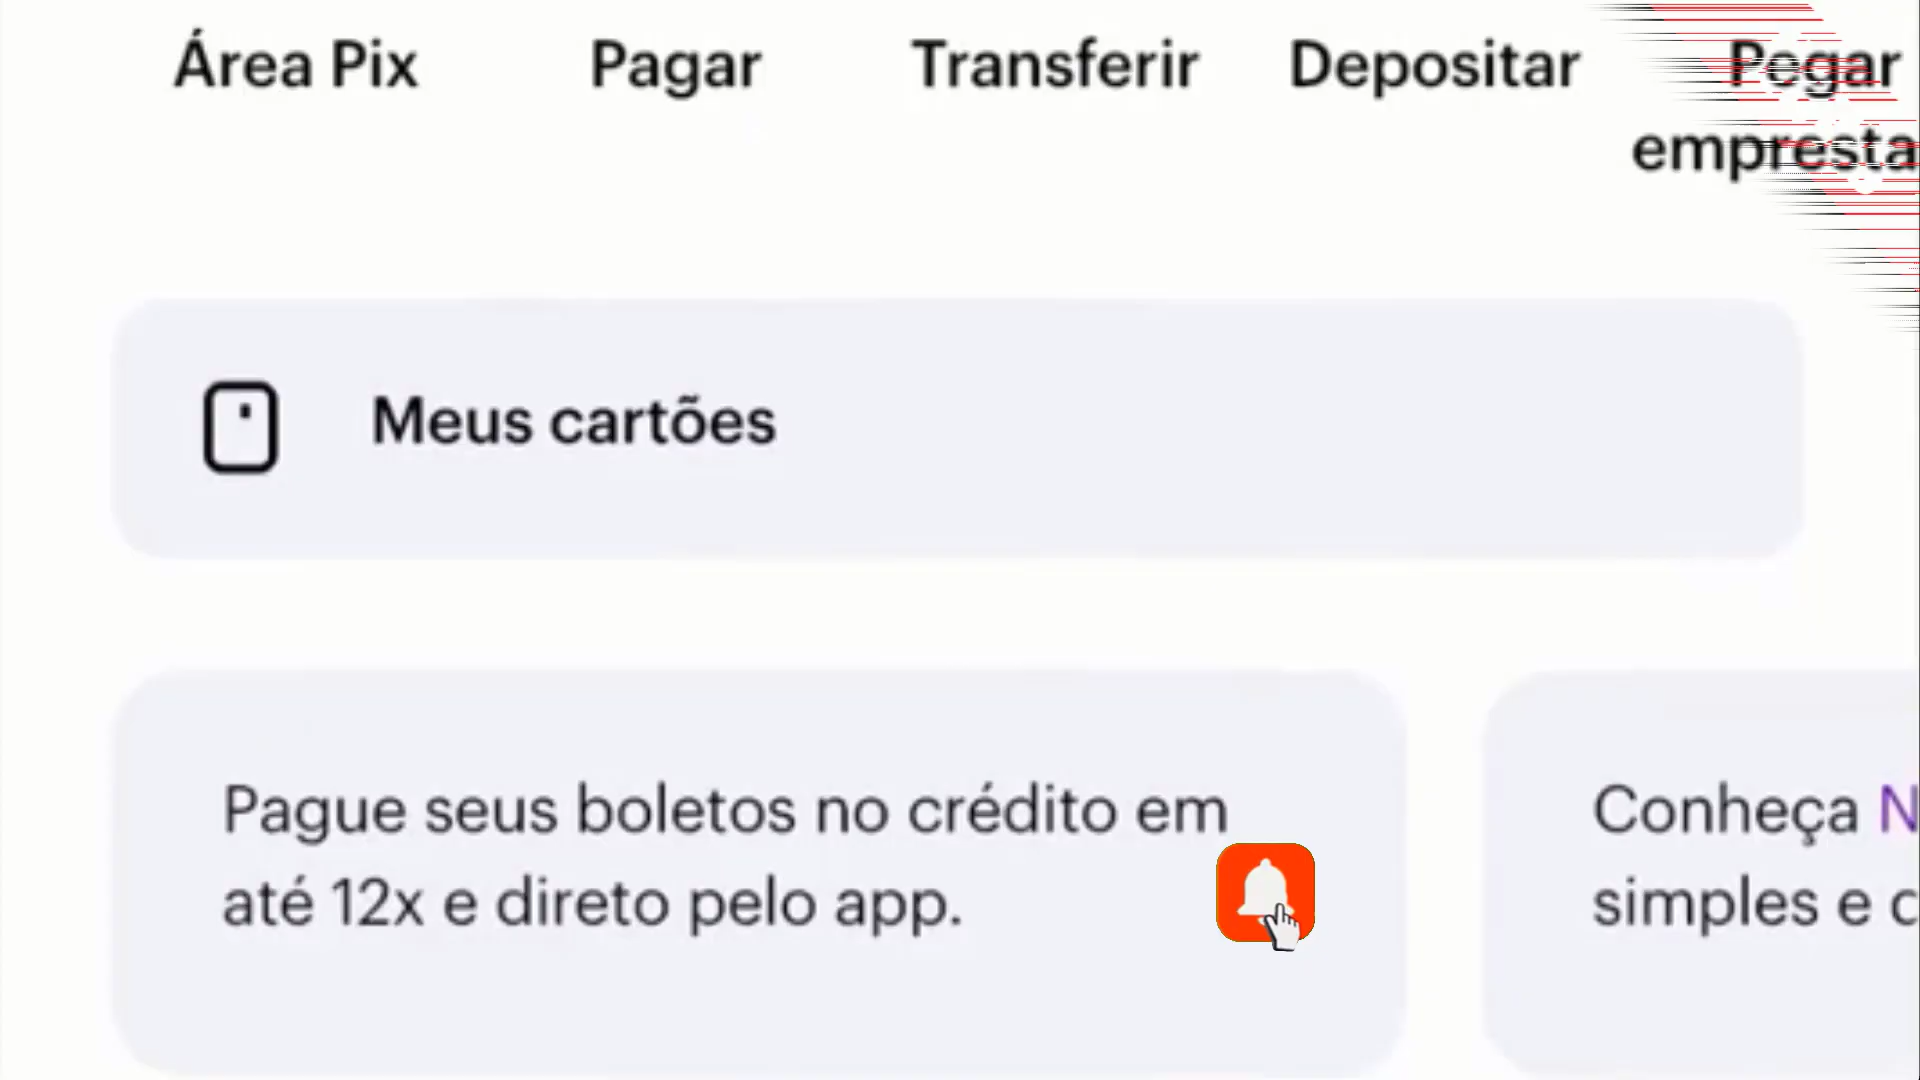 Área Pix Pagar Transferir Depositar Pegar
empresta
Meus cartões
Pague seus boletos no crédito em
até 12x e direto pelo app.
Conheça N
simples e c